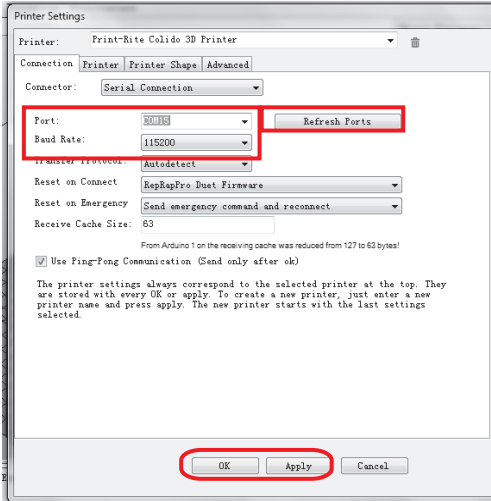 Printer Settings
Printer: Print-Rite Colido 3D Printer
Connection Printer Printer Shape Advanced
Connector: Serial Connection
Port: COM15 Refresh Ports
Baud Rate: 115200
Transfer Protocol: Autodetect
Reset on Connect RepRapPro Duet Firmware
Reset on Emergency Send emergency command and reconnect
Receive Cache Size: 63
From Arduino 1 on the receiving cache was reduced from 127 to 63 bytes!
Use Ping-Pong Communication (Send only after ok)
The printer settings always correspond to the selected printer at the top. They
are stored with every OK or apply. To create a new printer, just enter a new
printer name and press apply. The new printer starts with the last settings
selected.
OK Apply Cancel